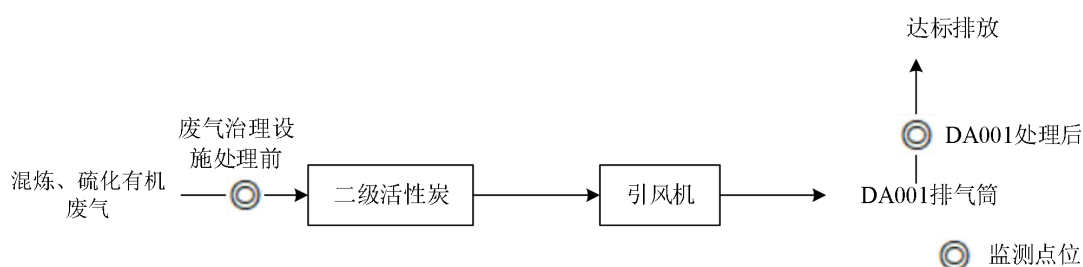 达标排放
废气治理设
施处理前
DA001处理后
混炼、硫化有机
废气
二级活性炭
引风机
DA001排气筒
监测点位